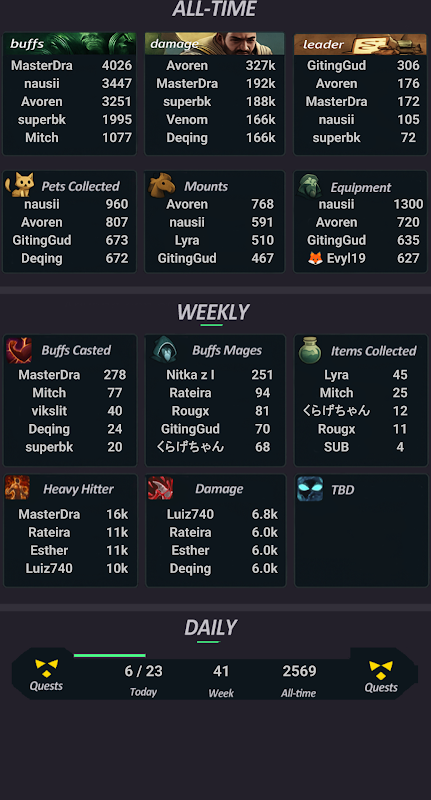 ALL-TIME
buffs
MasterDra 4026
nausii 3447
Avoren 3251
superbk 1995
Mitch 1077
damage
Avoren 327k
MasterDra 192k
superbk 188k
Venom 166k
Deqing 166k
leader
GitingGud 306
Avoren 176
MasterDra 172
nausii 105
superbk 72
Pets Collected
nausii 960
Avoren 807
GitingGud 673
Deqing 672
Mounts
Avoren 768
nausii 591
Lyra 510
GitingGud 467
Equipment
nausii 1300
Avoren 720
GitingGud 635
🦊 Evyl19 627
WEEKLY
Buffs Casted
MasterDra 278
Mitch 77
vikslit 40
Deqing 24
superbk 20
Buffs Mages
Nitka z I 251
Rateira 94
Rougx 81
GitingGud 70
くらげちゃん 68
Items Collected
Lyra 45
Mitch 25
くらげちゃん 12
Rougx 11
SUB 4
Heavy Hitter
MasterDra 16k
Rateira 11k
Esther 11k
Luiz740 10k
Damage
Luiz740 6.8k
Rateira 6.0k
Esther 6.0k
Deqing 6.0k
TBD
DAILY
Quests
6 / 23
Today
41
Week
2569
All-time
Quests